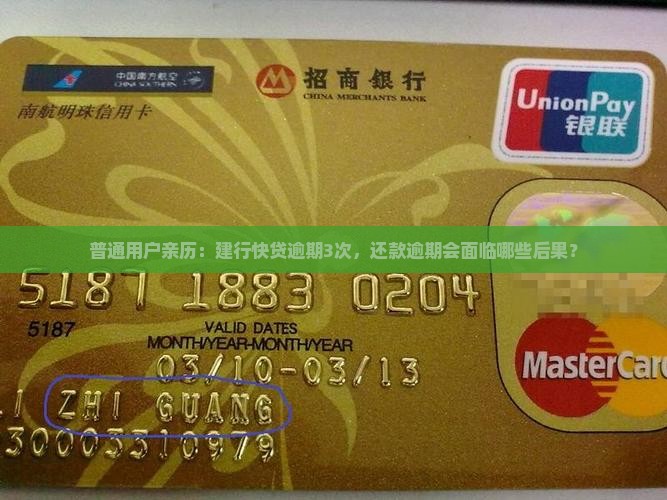 中国南方航空
CHINA SOUTHERN
南航明珠信用卡
招商银行
CHINA MERCHANTS BANK
UnionPay
银联
普通用户亲历：建行快贷逾期3次，还款逾期会面临哪些后果？
5187 1883 0204
5187
VALID DATES
MONTH/YEAR-MONTH/YEAR
03/10-03/13
MasterCar
LI ZHI GUANG
30003310979